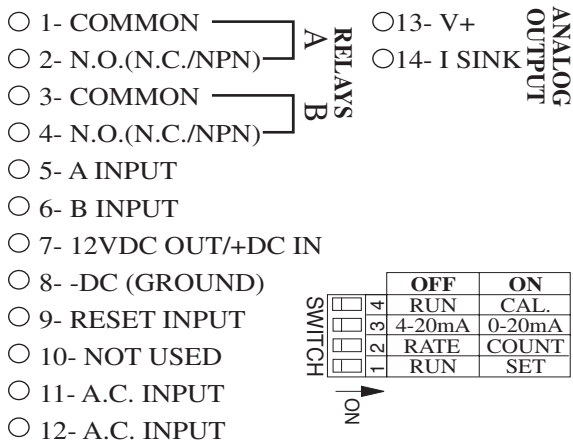 1- COMMON
2- N.O.(N.C./NPN)
3- COMMON
4- N.O.(N.C./NPN)
5- A INPUT
6- B INPUT
7- 12VDC OUT/+DC IN
8- -DC (GROUND)
9- RESET INPUT
10- NOT USED
11- A.C. INPUT
12- A.C. INPUT
A
B
RELAYS
13- V+
14- I SINK
ANALOG
OUTPUT
OFF ON
4 RUN CAL.
3 4-20mA 0-20mA
2 RATE COUNT
1 RUN SET
SWITCH
ON